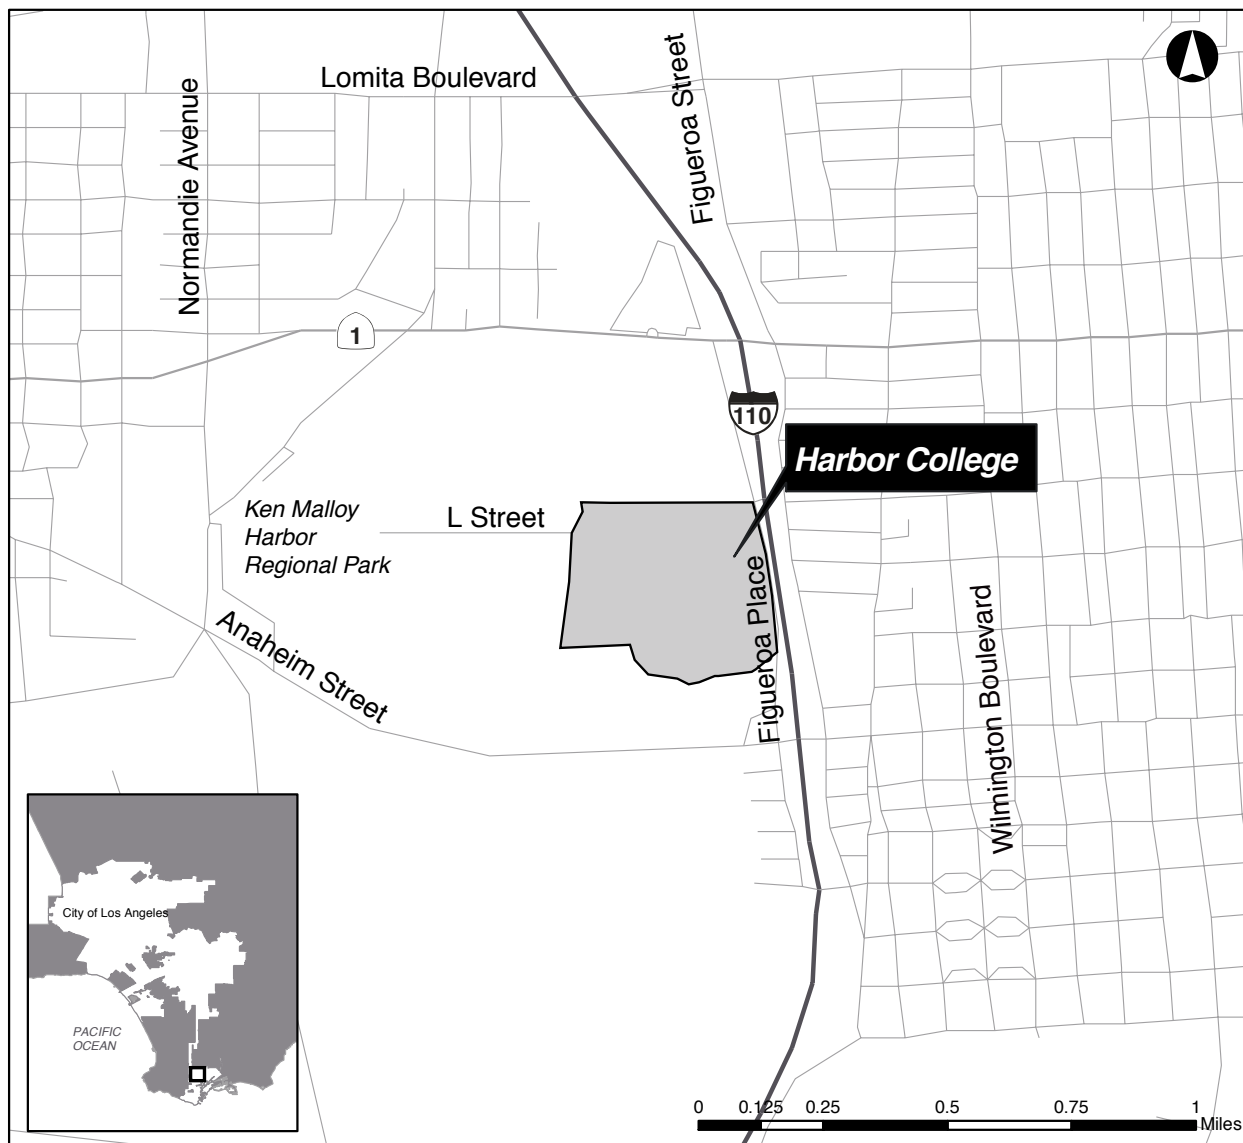 Lomita Boulevard
Figueroa Street
Normandie Avenue
1
110
Harbor College
Ken Malloy
Harbor
Regional Park
L Street
Figueroa Place
Wilmington Boulevard
Anaheim Street
City of Los Angeles
PACIFIC
OCEAN
0 0.125 0.25 0.5 0.75 1
Miles